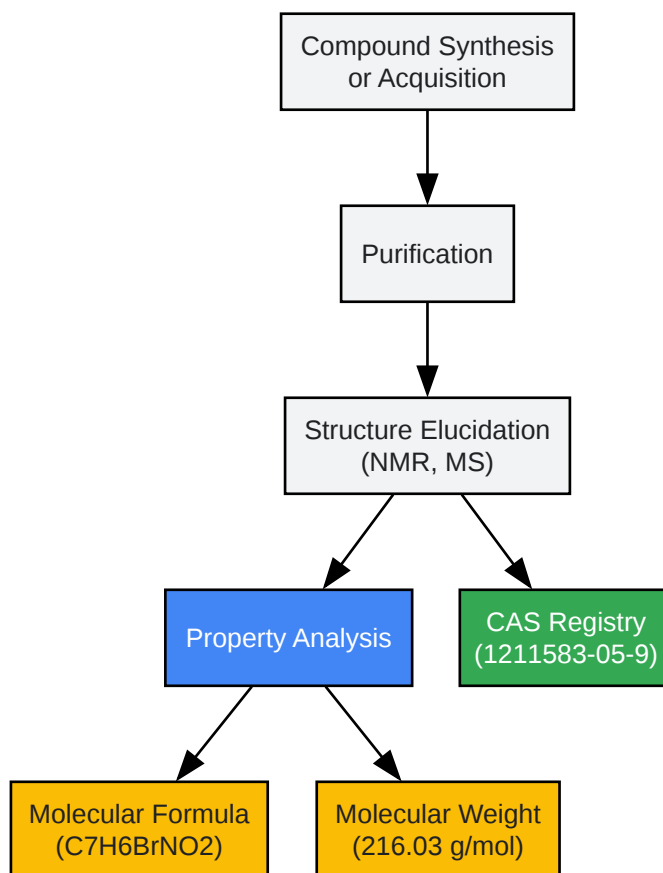 Compound Synthesis
or Acquisition
Purification
Structure Elucidation
(NMR, MS)
Property Analysis
CAS Registry
(1211583-05-9)
Molecular Formula
(C7H6BrNO2)
Molecular Weight
(216.03 g/mol)